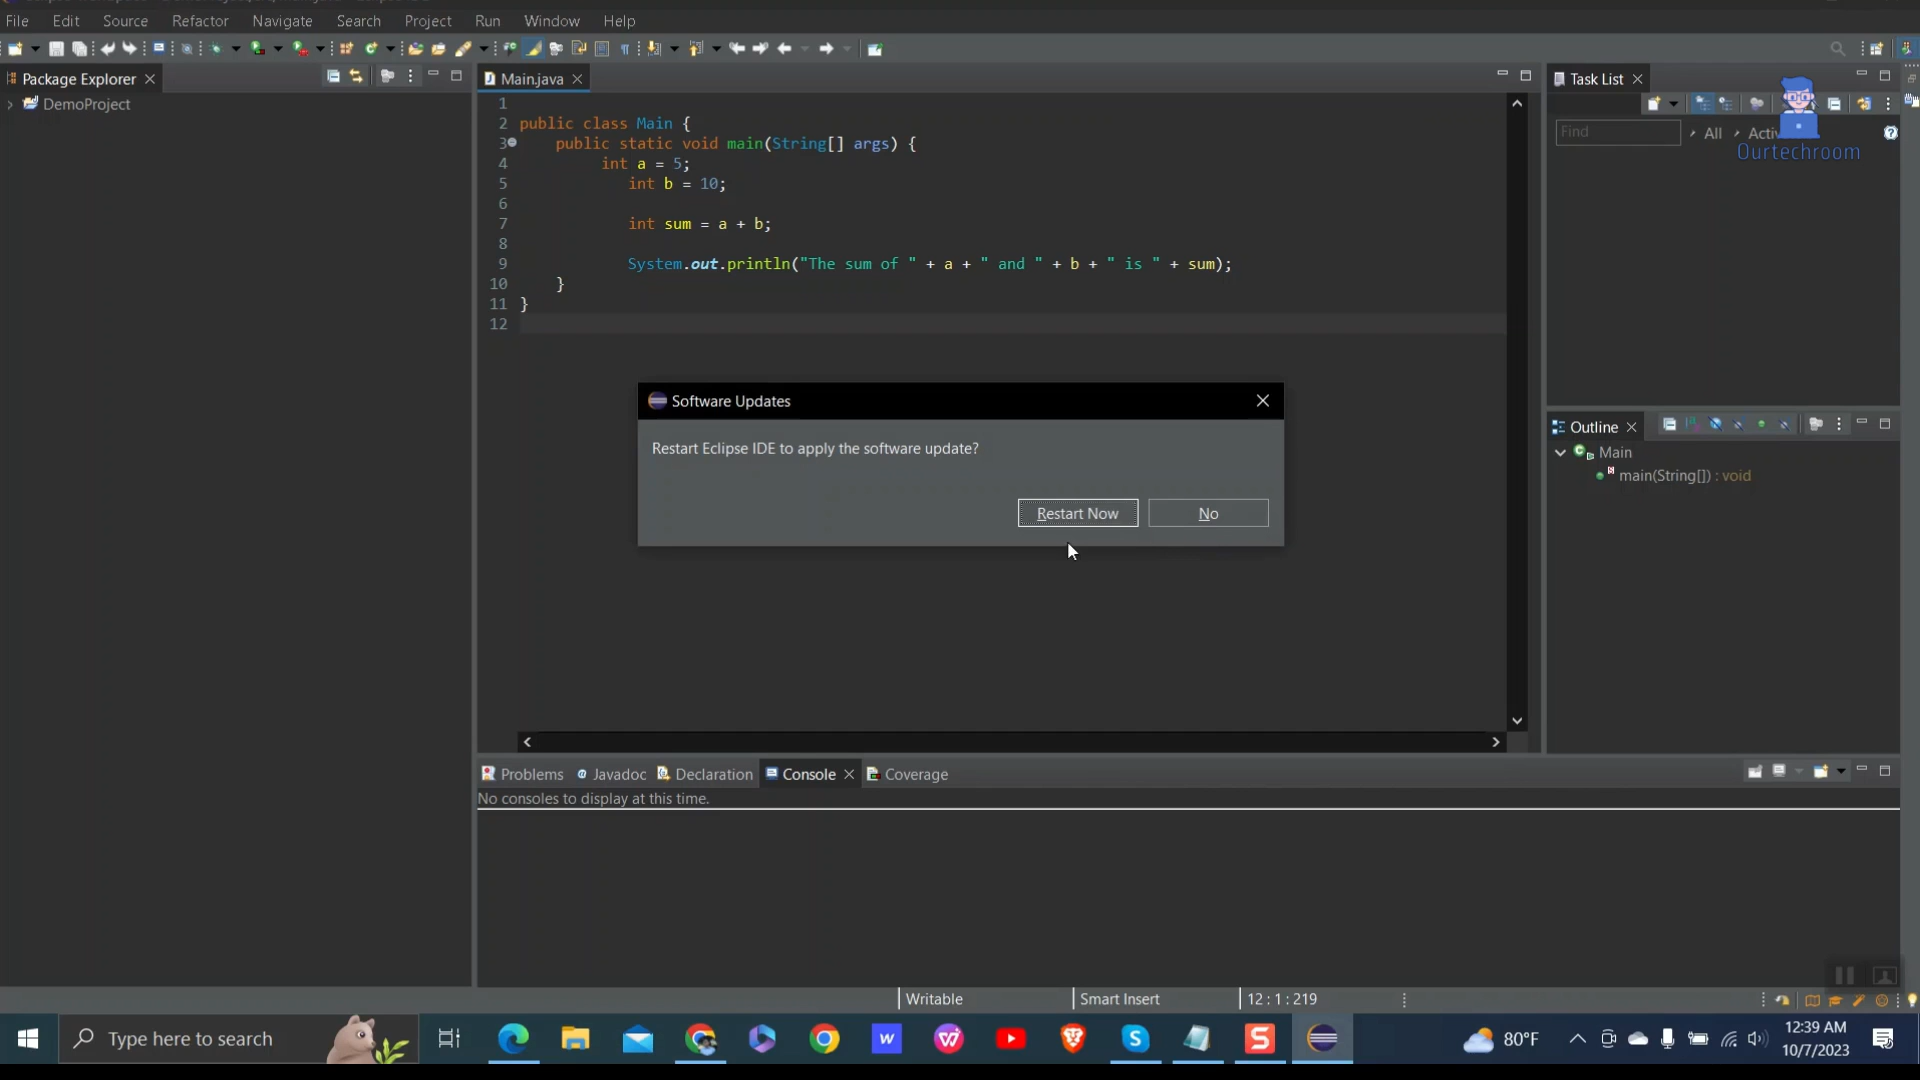 File Edit Source Refactor Navigate Search Project Run Window Help
Package Explorer
DemoProject
Main.java
1
2 public class Main {
3 public static void main(String[] args) {
4 int a = 5;
5 int b = 10;
6
7 int sum = a + b;
8
9 System.out.println("The sum of " + a + " and " + b + " is " + sum);
10 }
11 }
12
Software Updates
Restart Eclipse IDE to apply the software update?
Restart Now No
Task List
Find All Activ
Ourtechroom
Outline
Main
main(String[]) : void
Problems Javadoc Declaration Console Coverage
No consoles to display at this time.
Writable Smart Insert 12 : 1 : 219
Type here to search
80°F
12:39 AM
10/7/2023